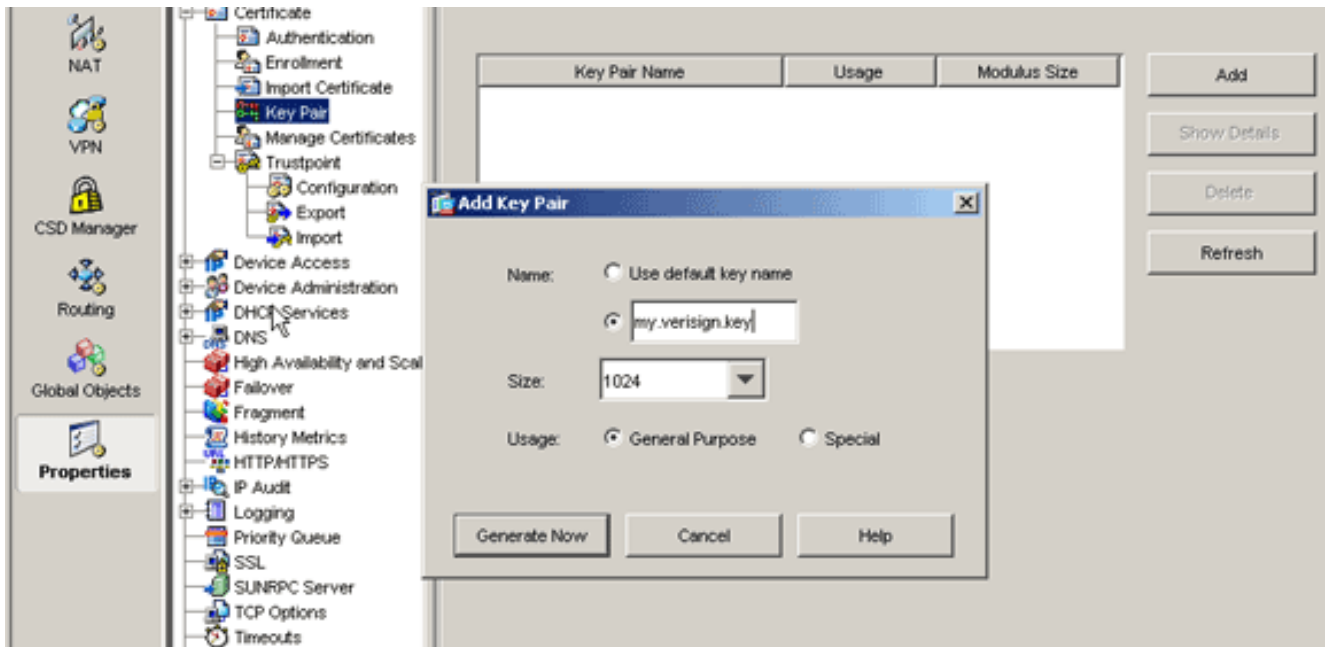 NAT
VPN
CSD Manager
Routing
Global Objects
Properties
Certificate
Authentication
Enrollment
Import Certificate
Key Pair
Manage Certificates
Trustpoint
Configuration
Export
Import
Device Access
Device Administration
DHCP Services
DNS
High Availability and Scal
Failover
Fragment
History Metrics
HTTP/HTTPS
IP Audit
Logging
Priority Queue
SSL
SUNRPC Server
TCP Options
Timeouts
Key Pair Name Usage Modulus Size
Add
Show Details
Delete
Refresh
Add Key Pair
Name: Use default key name
my.verisign.key
Size: 1024
Usage: General Purpose Special
Generate Now Cancel Help